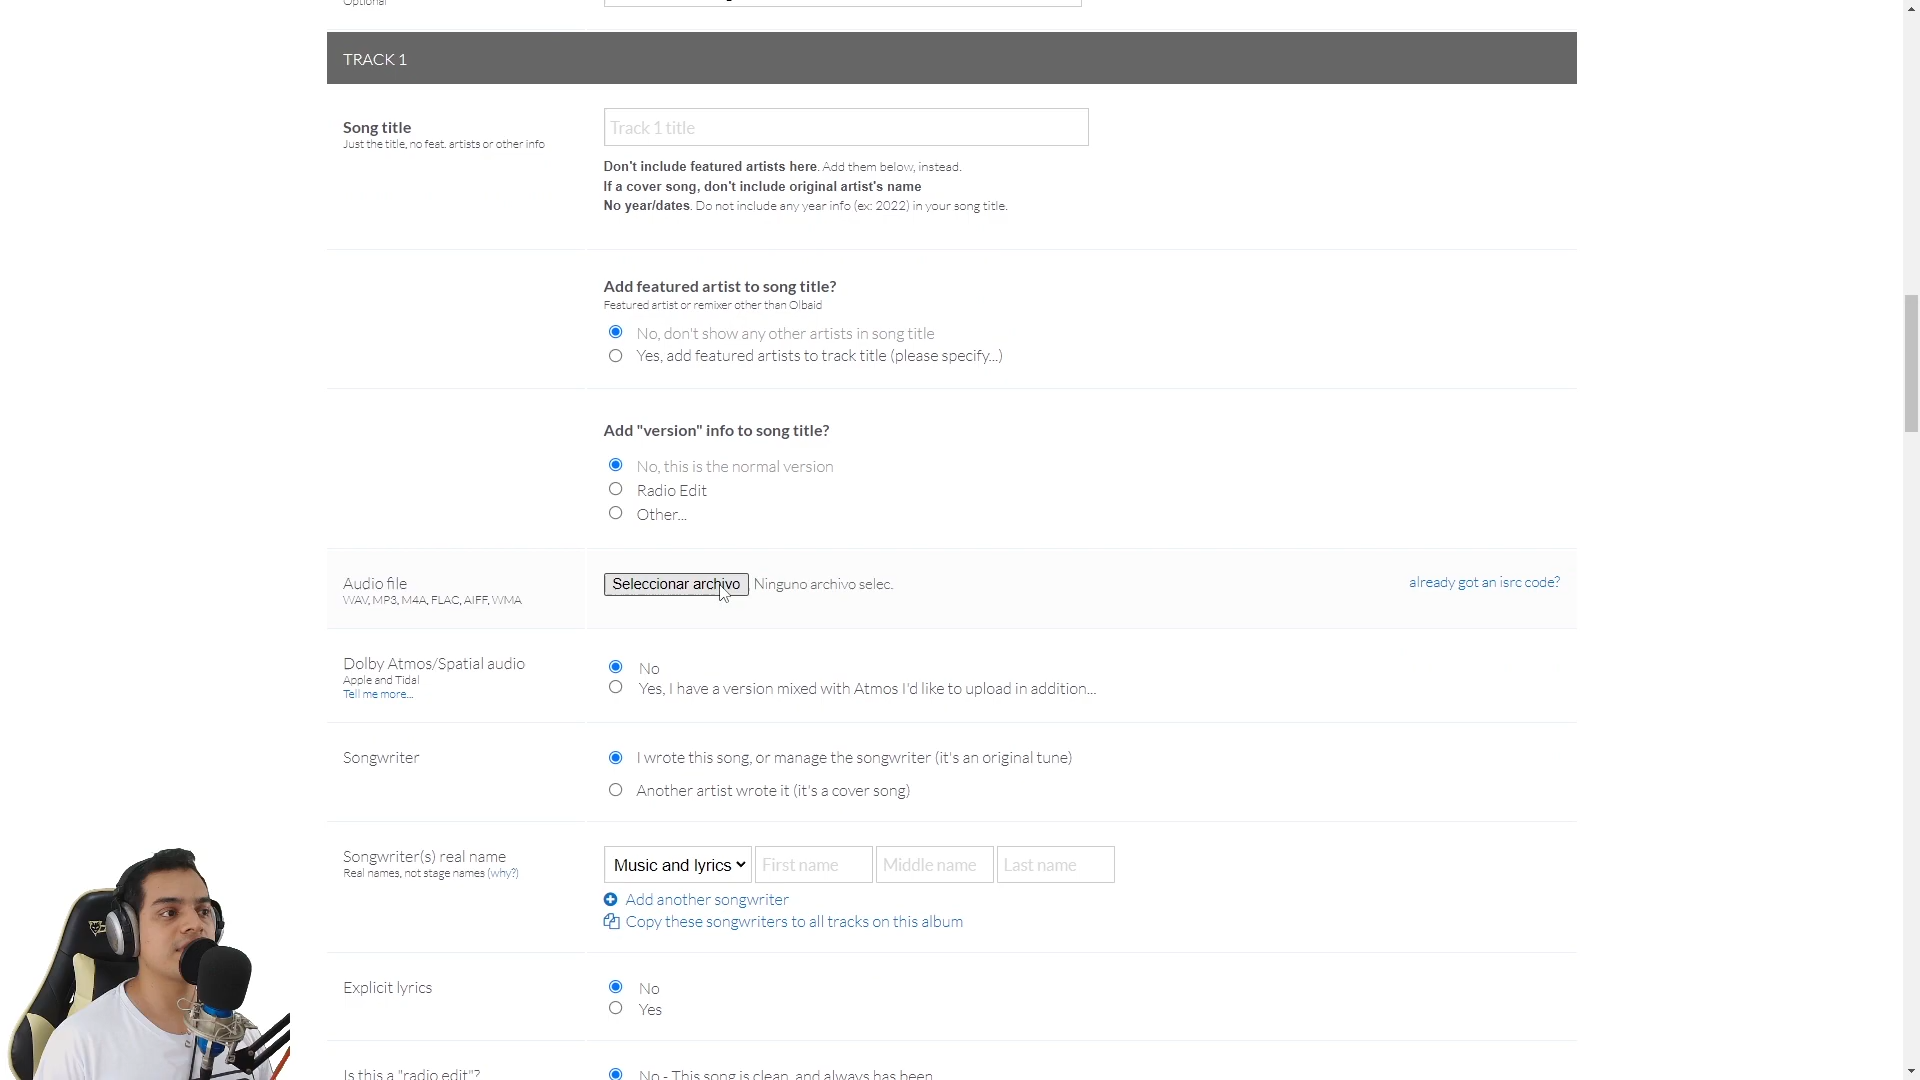 Optional
TRACK 1
Song title
Just the title, no feat. artists or other info
Track 1 title
Don't include featured artists here. Add them below, instead.
If a cover song, don't include original artist's name
No year/dates. Do not include any year info (ex: 2022) in your song title.
Add featured artist to song title?
Featured artist or remixer other than Olbaid
No, don't show any other artists in song title
Yes, add featured artists to track title (please specify...)
Add "version" info to song title?
No, this is the normal version
Radio Edit
Other...
Audio file
WAV, MP3, M4A, FLAC, AIFF, WMA
Seleccionar archivo Ninguno archivo selec.
already got an isrc code?
Dolby Atmos/Spatial audio
Apple and Tidal
Tell me more...
No
Yes, I have a version mixed with Atmos I'd like to upload in addition...
Songwriter
I wrote this song, or manage the songwriter (it's an original tune)
Another artist wrote it (it's a cover song)
Songwriter(s) real name
Real names, not stage names (why?)
Music and lyrics First name Middle name Last name
Add another songwriter
Copy these songwriters to all tracks on this album
Explicit lyrics
No
Yes
Is this a "radio edit"?
No - This song is clean, and always has been